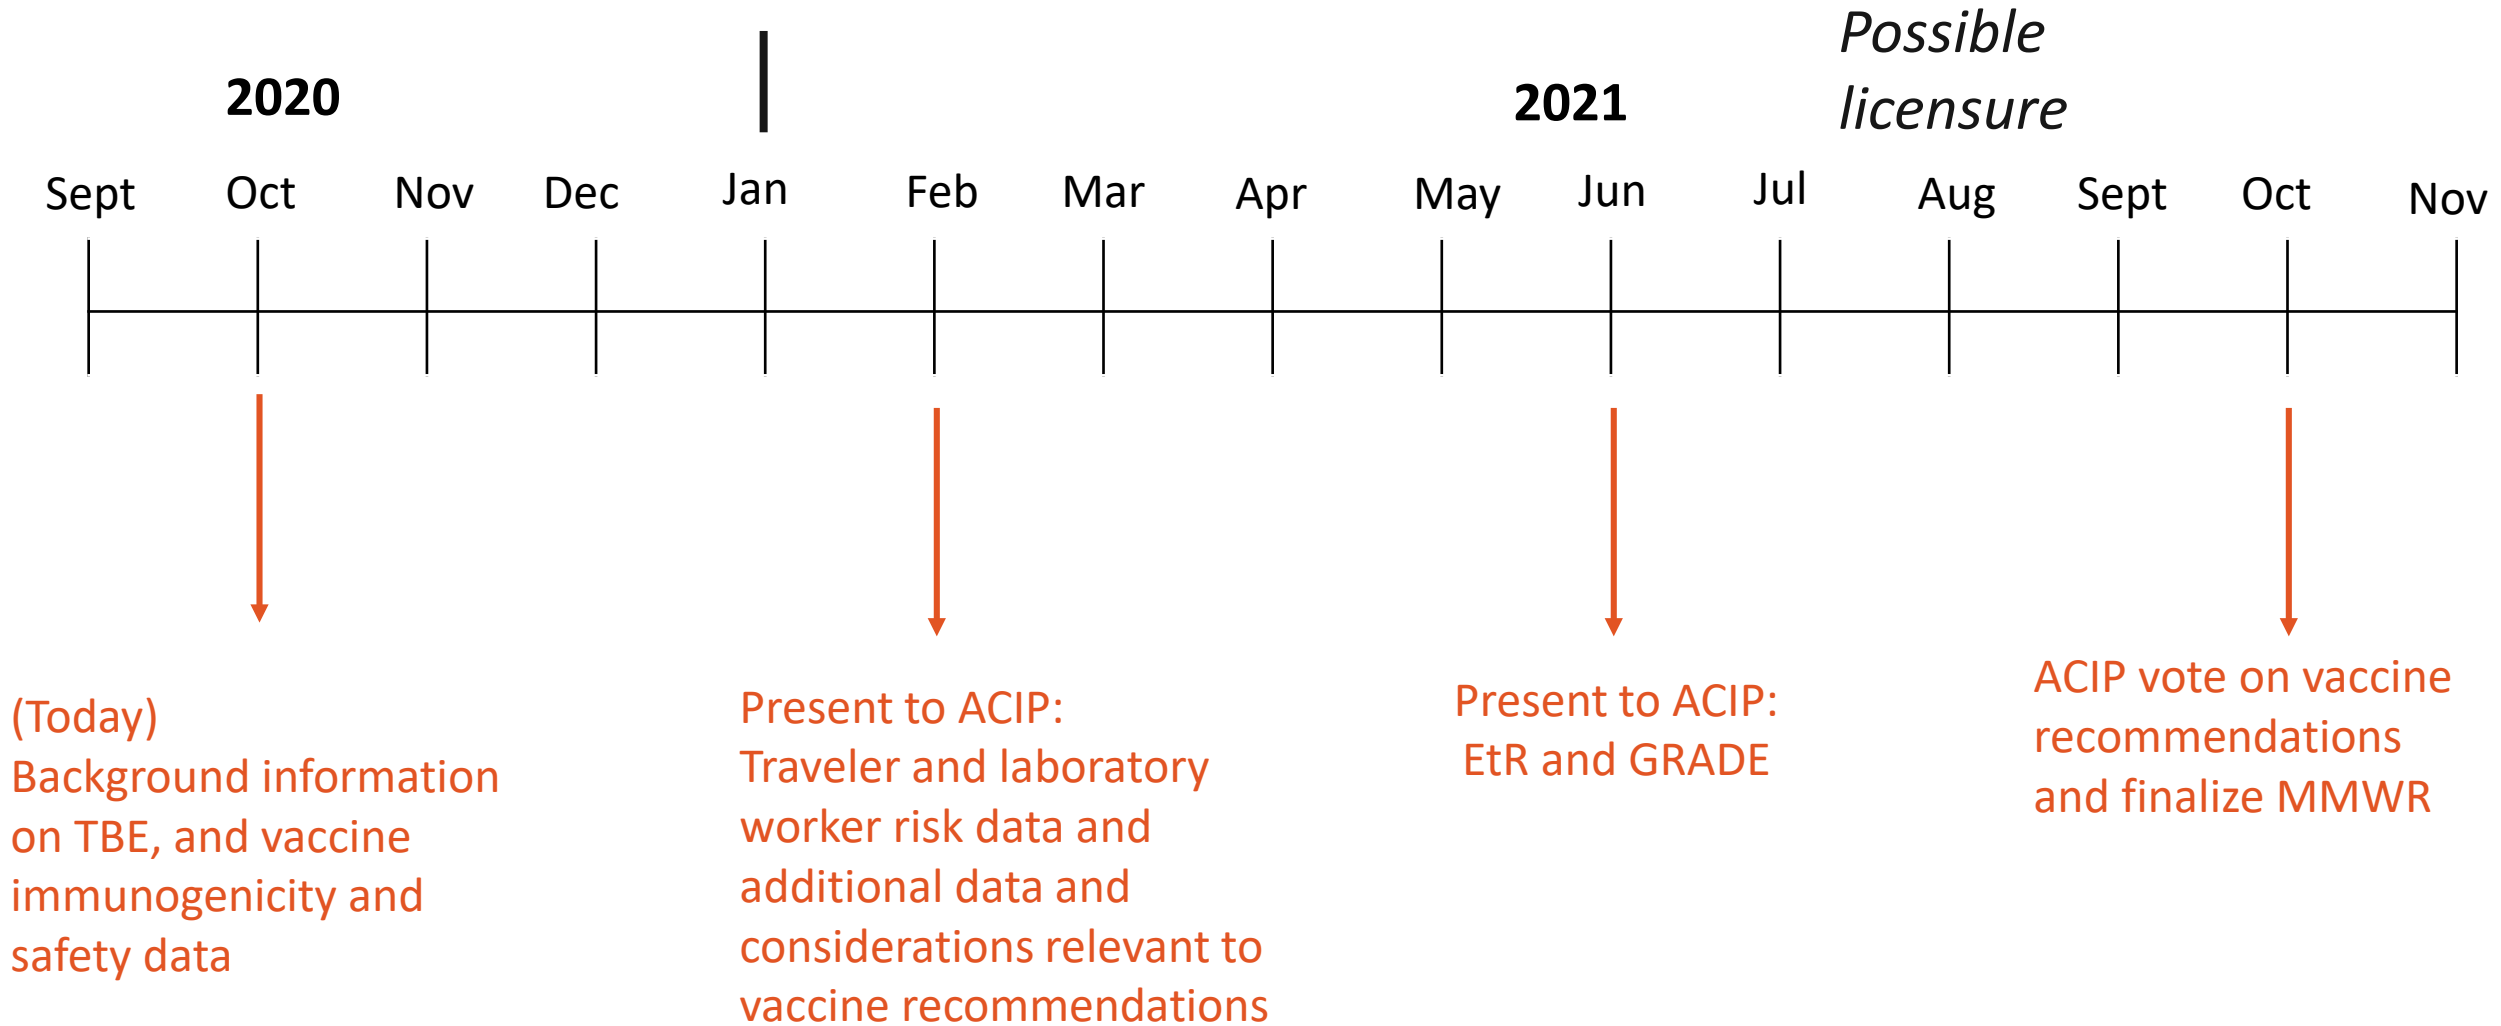 2020
2021
Possible
licensure
Sept Oct Nov Dec Jan Feb Mar Apr May Jun Jul Aug Sept Oct Nov
(Today)
Background information
on TBE, and vaccine
immunogenicity and
safety data
Present to ACIP:
Traveler and laboratory
worker risk data and
additional data and
considerations relevant to
vaccine recommendations
Present to ACIP:
EtR and GRADE
ACIP vote on vaccine
recommendations
and finalize MMWR